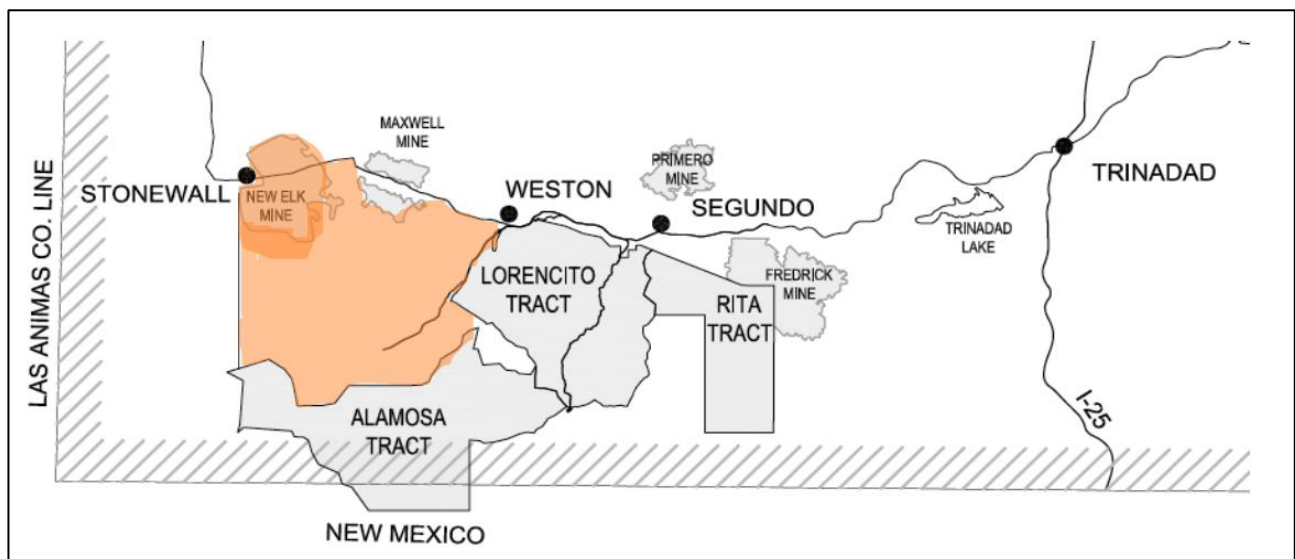 MAXWELL
MINE
STONEWALL
NEW ELK
MINE
WESTON
PRIMERO
MINE
SEGUNDO
TRINADAD
TRINADAD
LAKE
LORENCITO
TRACT
FREDRICK
MINE
RITA
TRACT
LAS ANIMAS CO. LINE
ALAMOSA
TRACT
I-25
NEW MEXICO